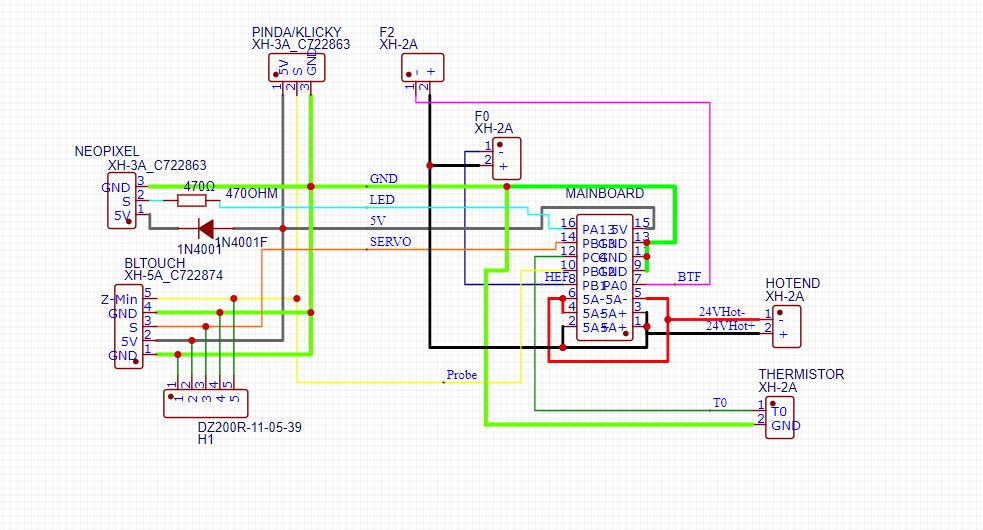 PINDA/KLICKY
XH-3A_C722863
5V
S
GND
1
2
3
F2
XH-2A
-
+
1
2
F0
XH-2A
1
-
2
+
NEOPIXEL
XH-3A_C722863
GND
3
S
2
5V
1
470Ω
470OHM
1N4001
1N4001F
GND
LED
5V
SERVO
BLTOUCH
XH-5A_C722874
Z-Min
5
GND
4
S
3
5V
2
GND
1
1
2
3
4
5
1
2
3
4
5
DZ200R-11-05-39
H1
Probe
MAINBOARD
16
PA13
5V
15
14
GND
13
12
GND
11
10
GND
9
HEF
8
PB1
PA0
7
6
5A-
5A-
5
4
5A+
3
2
5A+
1
BTF
HOTEND
XH-2A
24VHot-
1
-
24VHot+
2
+
THERMISTOR
XH-2A
T0
1
T0
2
GND